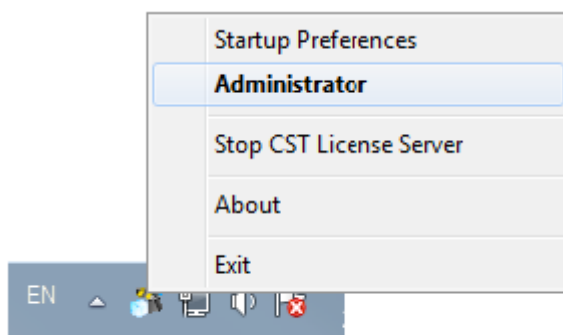 Startup Preferences
Administrator
Stop CST License Server
About
Exit
EN